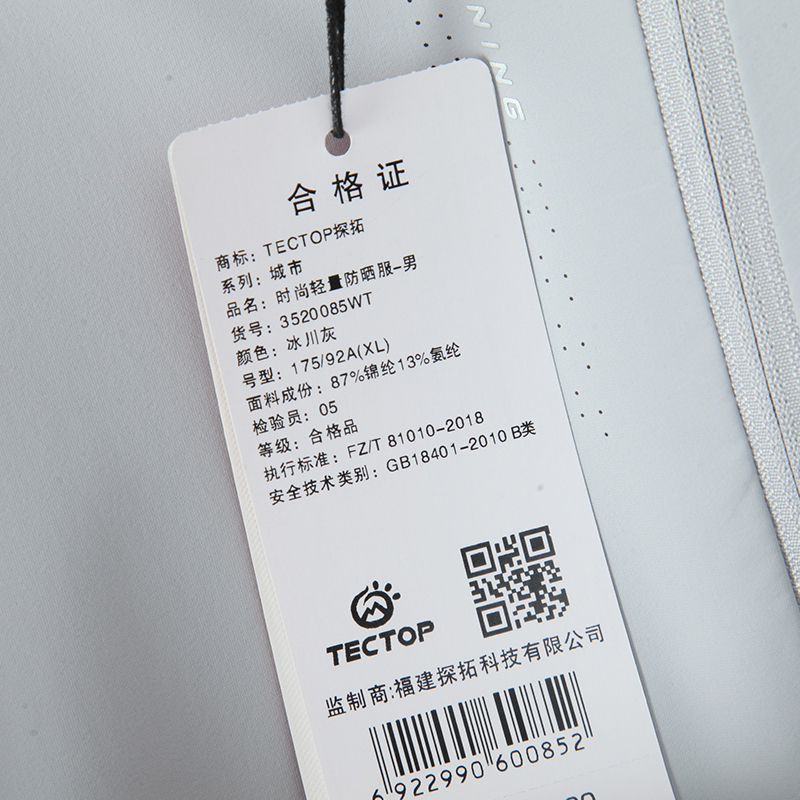 NING
合格证
商标：TECTOP探拓
系列：城市
品名：时尚轻量防晒服-男
货号：3520085WT
颜色：冰川灰
号型：175/92A(XL)
面料成份：87%锦纶13%氨纶
检验员：05
等级：合格品
执行标准：FZ/T 81010-2018
安全技术类别：GB18401-2010 B类
TECTOP
监制商:福建探拓科技有限公司
6 922990 600852